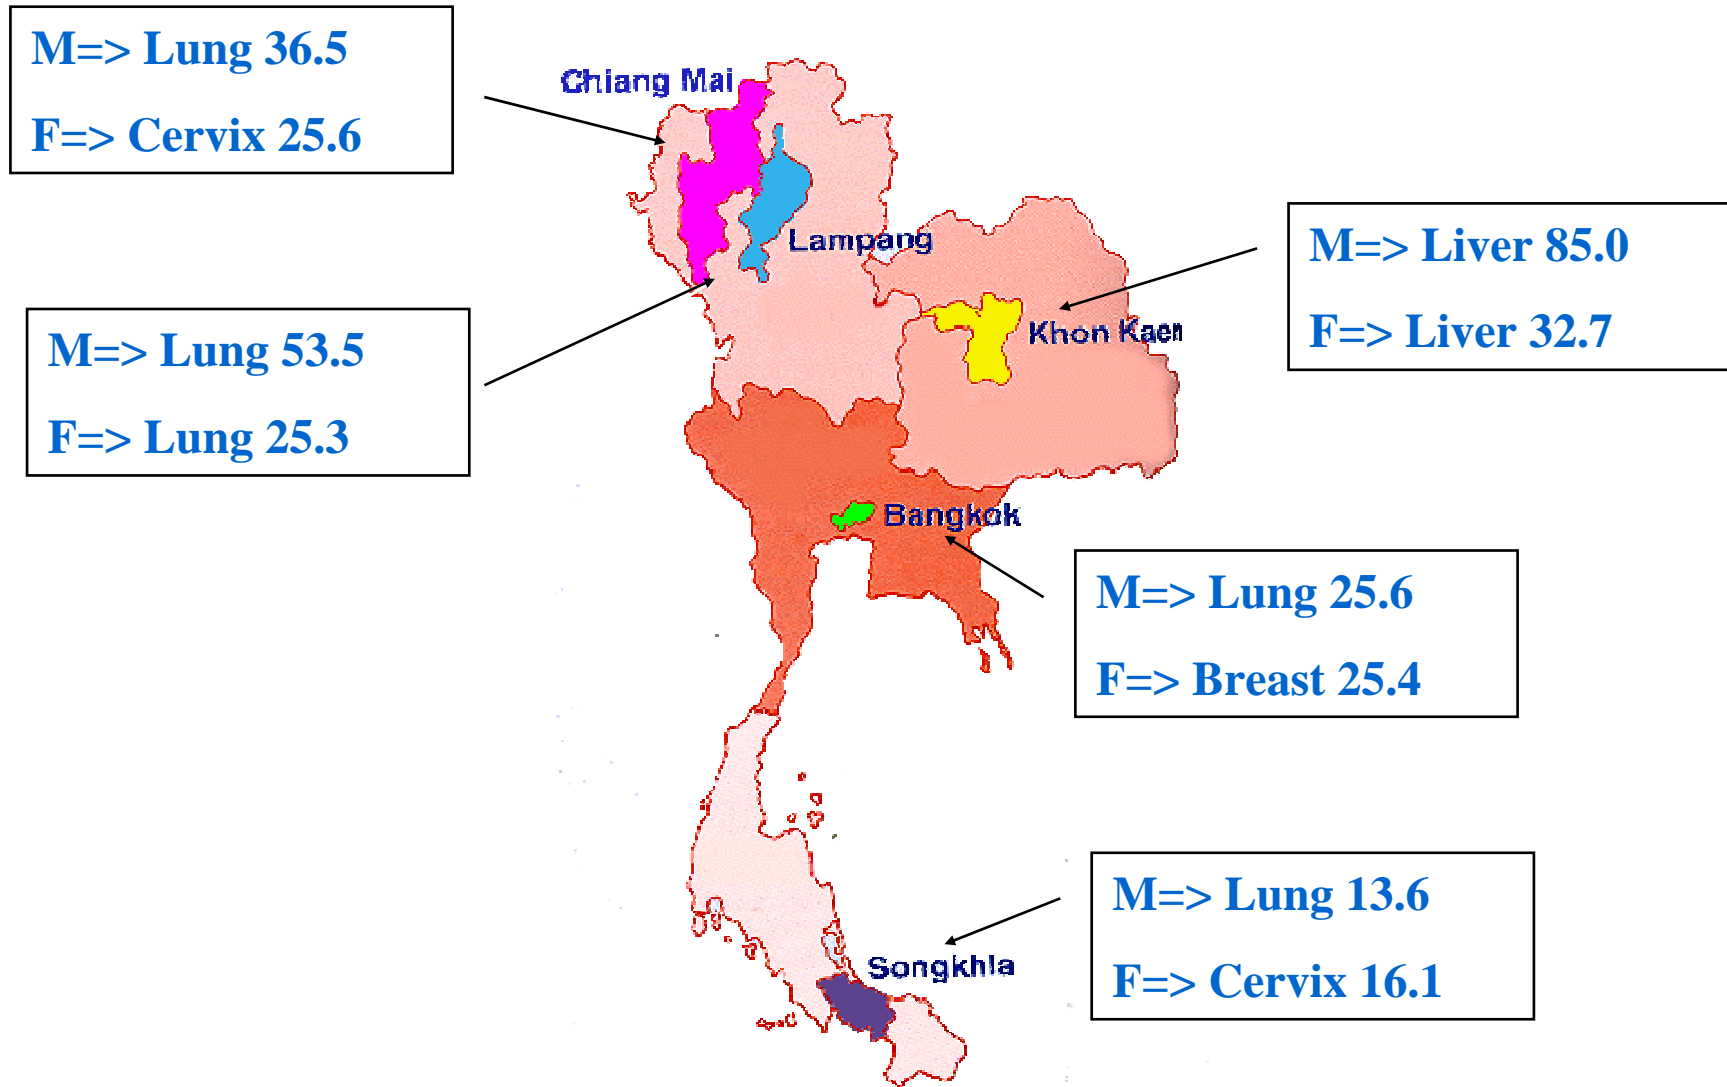 M=> Lung 36.5
F=> Cervix 25.6
Chiang Mai
Lampang
M=> Liver 85.0
F=> Liver 32.7
M=> Lung 53.5
F=> Lung 25.3
Khon Kaen
Bangkok
M=> Lung 25.6
F=> Breast 25.4
M=> Lung 13.6
F=> Cervix 16.1
Songkhla